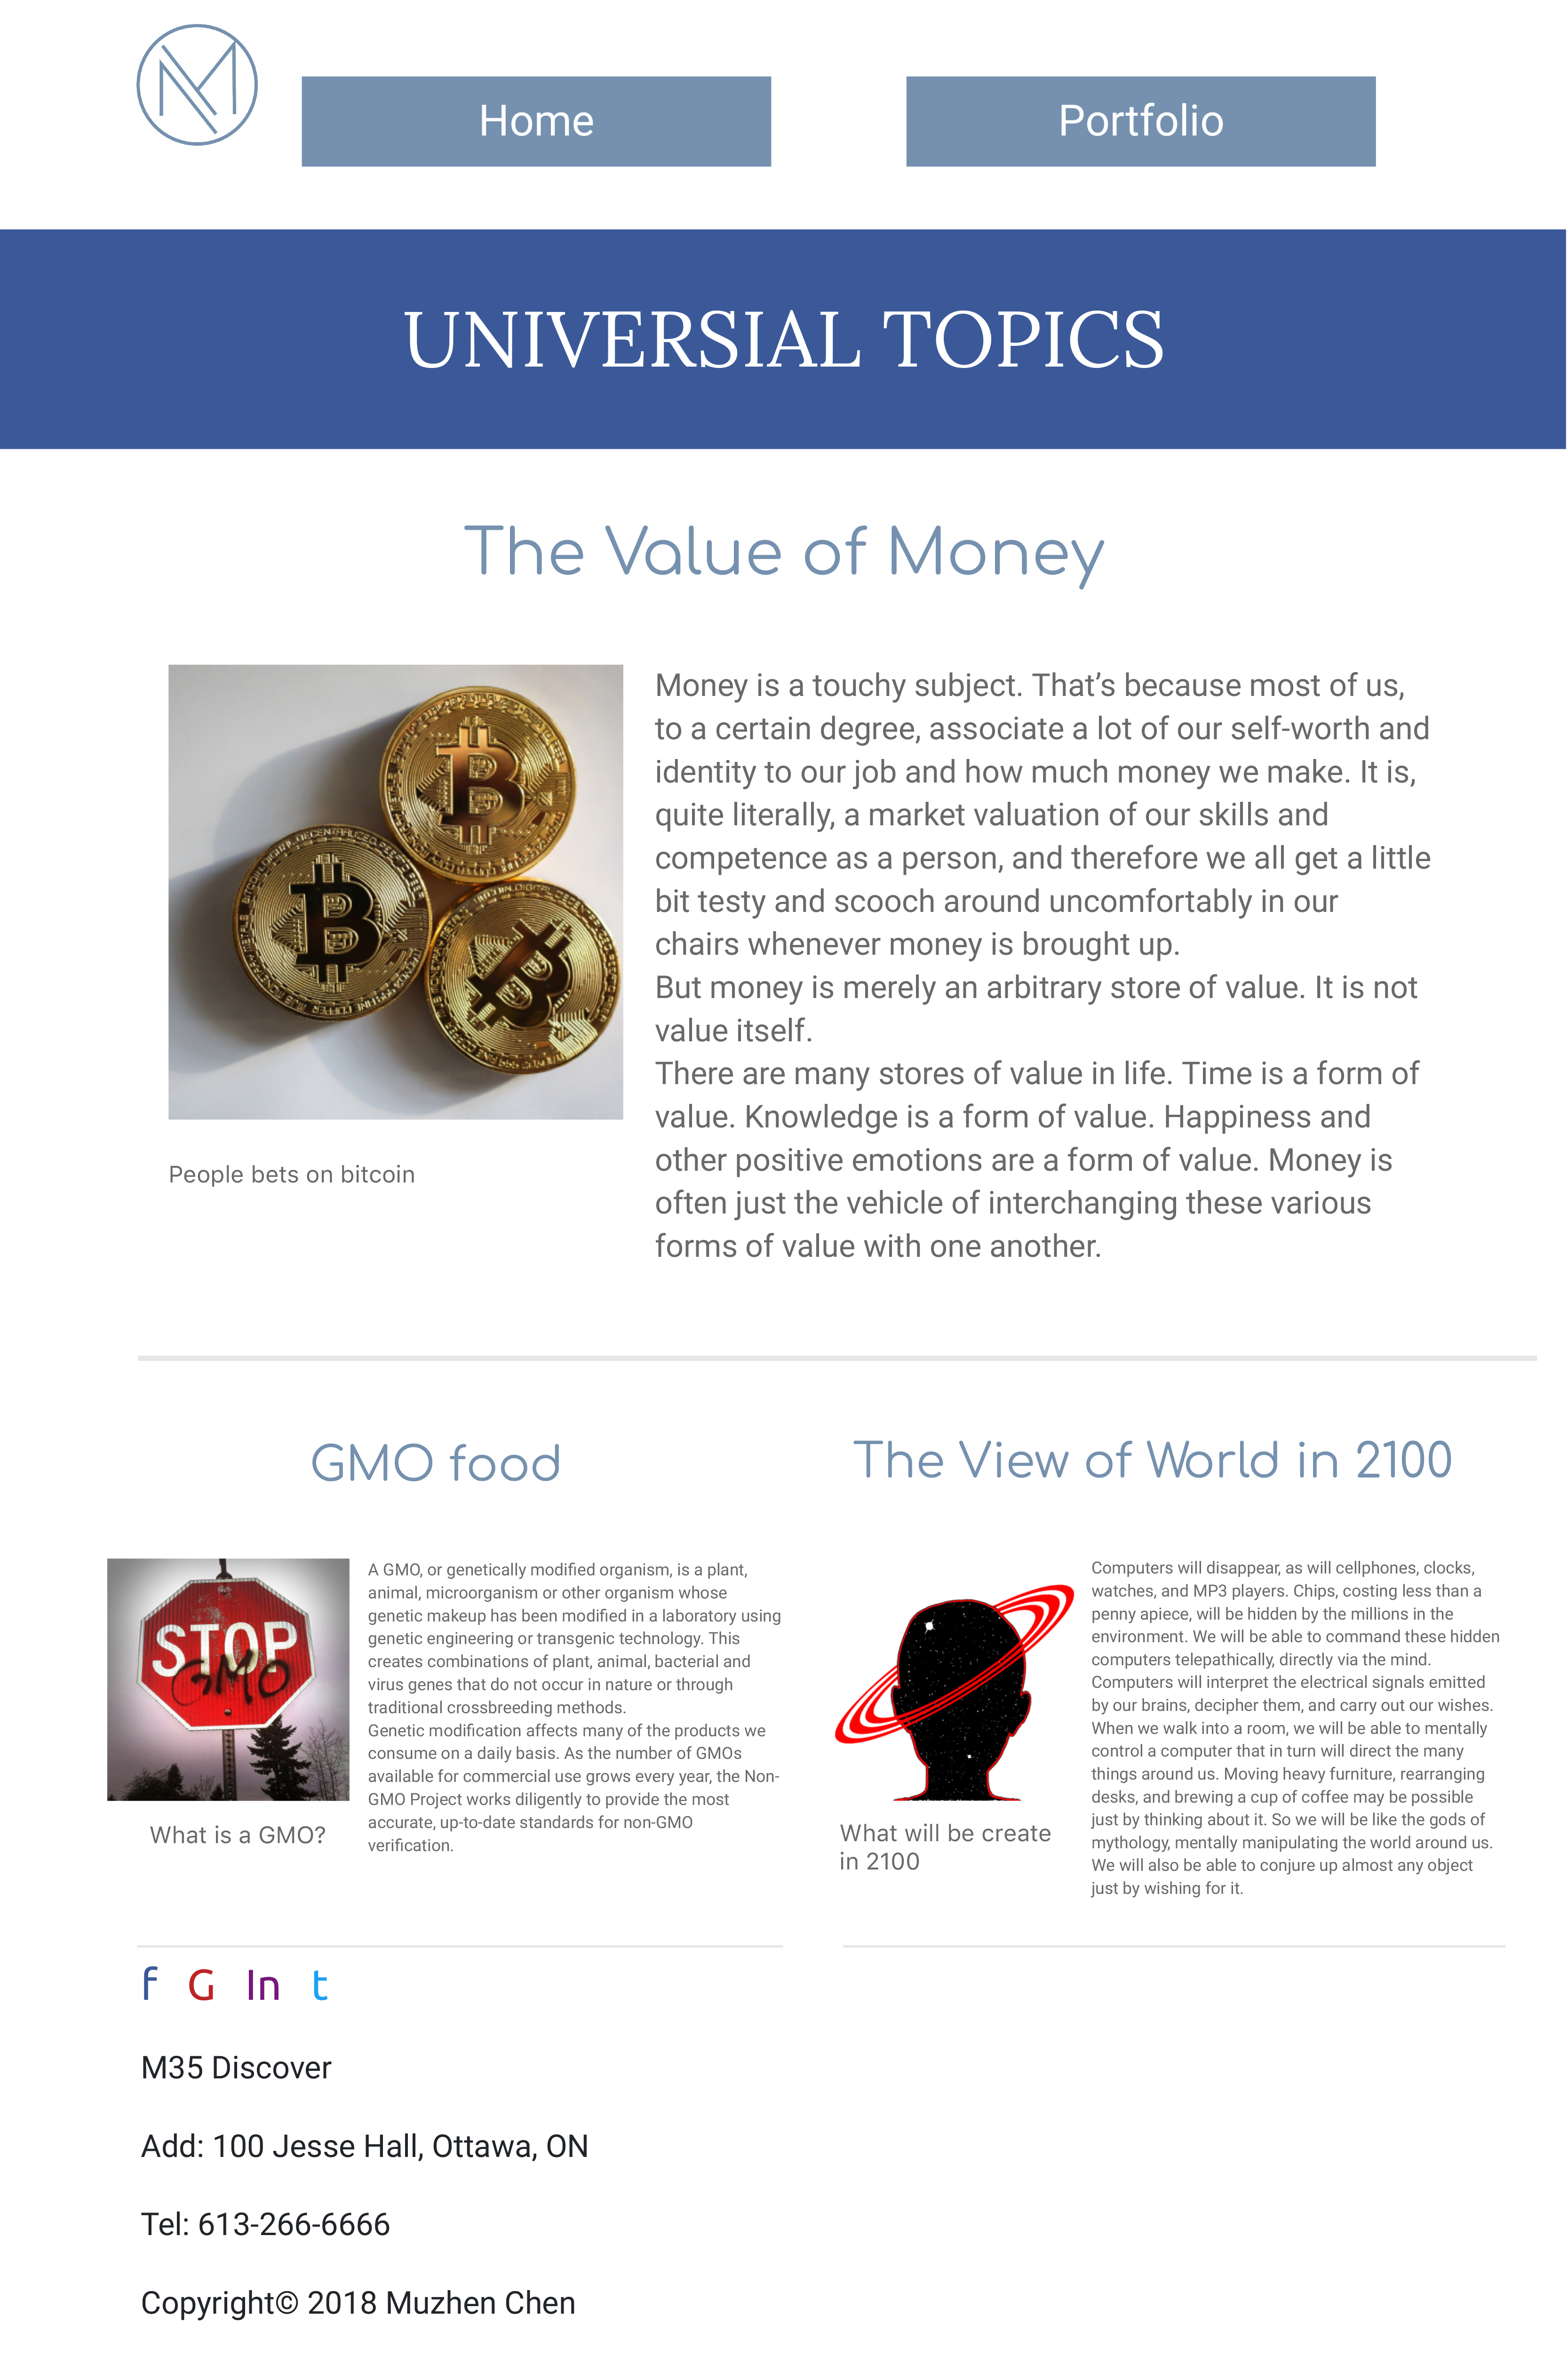 Home
Portfolio
UNIVERSIAL TOPICS
The Value of Money
Money is a touchy subject. That’s because most of us,
to a certain degree, associate a lot of our self-worth and
identity to our job and how much money we make. It is,
quite literally, a market valuation of our skills and
competence as a person, and therefore we all get a little
bit testy and scooch around uncomfortably in our
chairs whenever money is brought up.
But money is merely an arbitrary store of value. It is not
value itself.
There are many stores of value in life. Time is a form of
value. Knowledge is a form of value. Happiness and
other positive emotions are a form of value. Money is
often just the vehicle of interchanging these various
forms of value with one another.
People bets on bitcoin
GMO food
STOP
GMO
A GMO, or genetically modified organism, is a plant,
animal, microorganism or other organism whose
genetic makeup has been modified in a laboratory using
genetic engineering or transgenic technology. This
creates combinations of plant, animal, bacterial and
virus genes that do not occur in nature or through
traditional crossbreeding methods.
Genetic modification affects many of the products we
consume on a daily basis. As the number of GMOs
available for commercial use grows every year, the Non-
GMO Project works diligently to provide the most
accurate, up-to-date standards for non-GMO
verification.
What is a GMO?
The View of World in 2100
Computers will disappear, as will cellphones, clocks,
watches, and MP3 players. Chips, costing less than a
penny apiece, will be hidden by the millions in the
environment. We will be able to command these hidden
computers telepathically, directly via the mind.
Computers will interpret the electrical signals emitted
by our brains, decipher them, and carry out our wishes.
When we walk into a room, we will be able to mentally
control a computer that in turn will direct the many
things around us. Moving heavy furniture, rearranging
desks, and brewing a cup of coffee may be possible
just by thinking about it. So we will be like the gods of
mythology, mentally manipulating the world around us.
We will also be able to conjure up almost any object
just by wishing for it.
What will be create
in 2100
f G In t
M35 Discover
Add: 100 Jesse Hall, Ottawa, ON
Tel: 613-266-6666
Copyright© 2018 Muzhen Chen